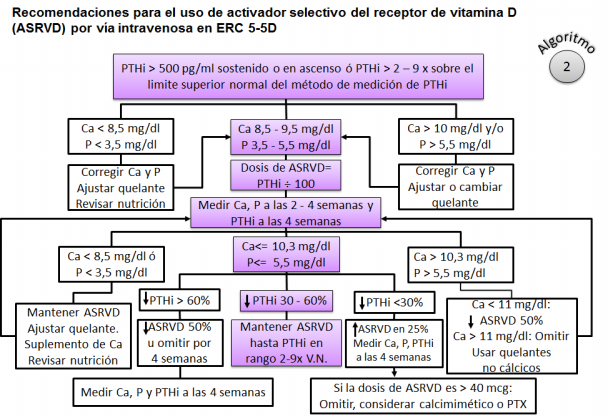 Recomendaciones para el uso de activador selectivo del receptor de vitamina D
(ASRVD) por via intravenosa en ERC 5-5D
Algoritmo
2
PTHi > 500 pg/ml sostenido o en ascenso ó PTHi > 2 – 9 x sobre el
limite superior normal del método de medición de PTHi
Ca < 8,5 mg/dl
P < 3,5 mg/dl
Ca 8,5 - 9,5 mg/dl
P 3,5 - 5,5 mg/dl
Ca > 10 mg/dl y/o
P > 5,5 mg/dl
Corregir Ca y P
Ajustar quelante
Revisar nutrición
Dosis de ASRVD=
PTHi ÷ 100
Corregir Ca y P
Ajustar o cambiar
quelante
Medir Ca, P a las 2 - 4 semanas y
PTHi a las 4 semanas
Ca < 8,5 mg/dl ó
P < 3,5 mg/dl
Ca<= 10,3 mg/dl
P<= 5,5 mg/dl
Ca > 10,3 mg/dl
P > 5,5 mg/dl
Mantener ASRVD
Ajustar quelante.
Suplemento de Ca
Revisar nutrición
↓PTHi > 60%
↓PTHi 30 - 60%
↓PTHi <30%
Ca < 11 mg/dl:
↓ ASRVD 50%
Ca > 11 mg/dl: Omitir
Usar quelantes
no cálcicos
↓ASRVD 50%
u omitir por
4 semanas
Mantener ASRVD
hasta PTHi en
rango 2-9x V.N.
↑ASRVD en 25%
Medir Ca, P, PTHi
a las 4 semanas
Medir Ca, P y PTHi a las 4 semanas
Si la dosis de ASRVD es > 40 mcg:
Omitir, considerar calcimimético o PTX